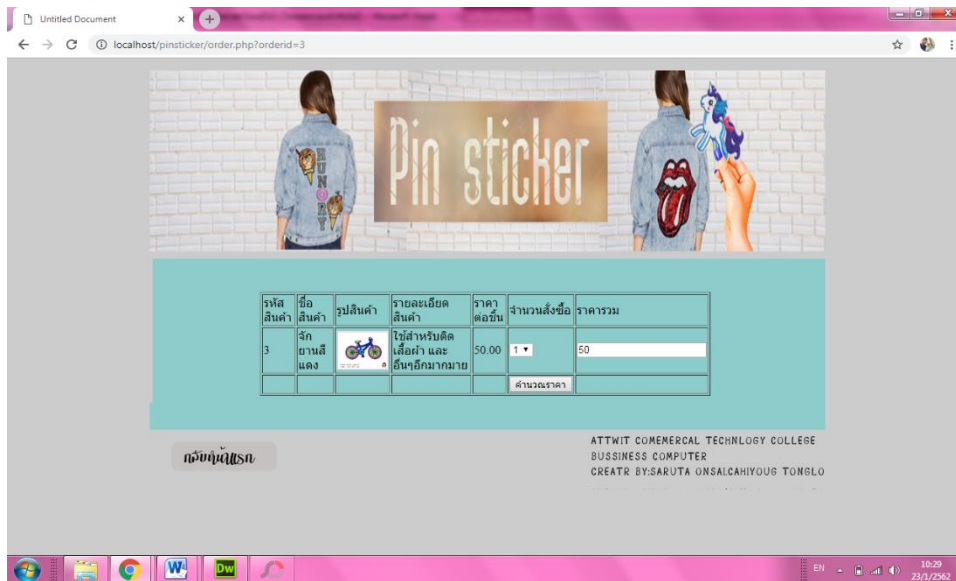 Untitled Document
localhost/pinsticker/order.php?orderid=3
HUNGRY
Pin sticker
รหัส
สินค้า
ชื่อ
สินค้า
รูปสินค้า
รายละเอียด
สินค้า
ราคา
ต่อชิ้น
จำนวนสั่งซื้อ
ราคารวม
3
จัก
ยานสี
แดง
ใช้สำหรับติด
เสื้อผ้า และ
อื่นๆอีกมากมาย
50.00
1
50
คำนวณราคา
กลับหน้าแรก
ATTWIT COMEMERCAL TECHNLOGY COLLEGE
BUSSINESS COMPUTER
CREATR BY:SARUTA ONSALCAHIYOUG TONGLO
W
Dw
EN
10:29
23/1/2562